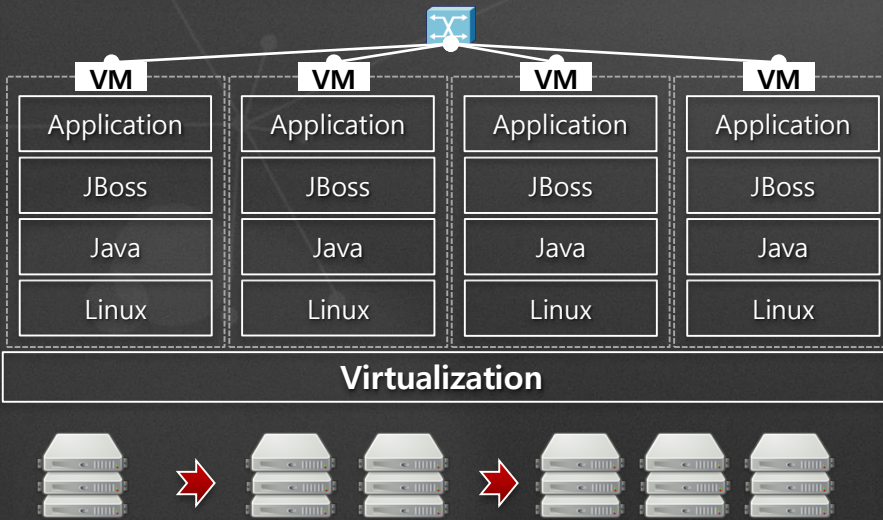 VM VM VM VM
Application Application Application Application
JBoss JBoss JBoss JBoss
Java Java Java Java
Linux Linux Linux Linux
Virtualization